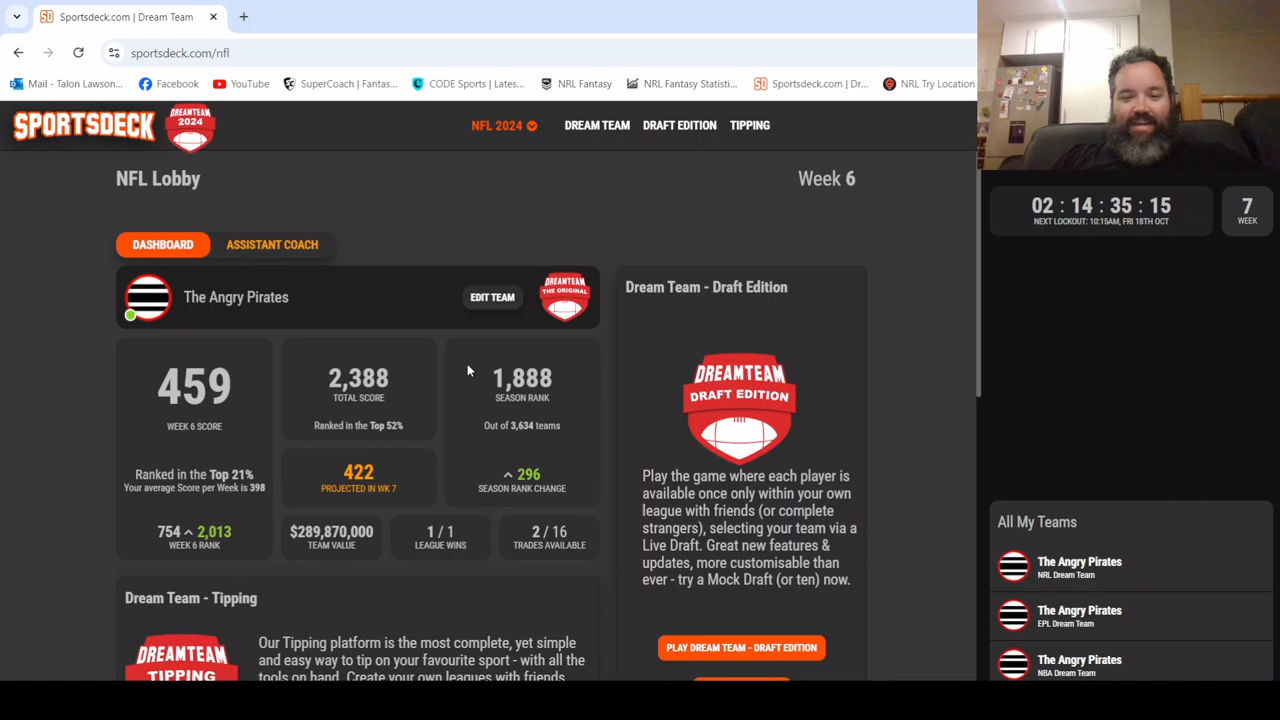 Sportsdeck.com | Dream Team
sportsdeck.com/nfl
Mail - Talon Lawson...
Facebook
YouTube
SuperCoach | Fantas...
CODE Sports | Lates...
NRL Fantasy
NRL Fantasy Statisti...
Sportsdeck.com | Dr...
NRL Try Location
SPORTSDECK
DREAMTEAM
2024
NFL 2024
DREAM TEAM
DRAFT EDITION
TIPPING
NFL Lobby
Week 6
02 : 14 : 35 : 15
NEXT LOCKOUT: 10:15AM, FRI 18TH OCT
7
WEEK
DASHBOARD
ASSISTANT COACH
The Angry Pirates
EDIT TEAM
DREAMTEAM
THE ORIGINAL
459
WEEK 6 SCORE
Ranked in the Top 21%
Your average Score per Week is 398
754 2,013
WEEK 6 RANK
2,388
TOTAL SCORE
Ranked in the Top 52%
422
PROJECTED IN WK 7
1,888
SEASON RANK
Out of 3,634 teams
296
SEASON RANK CHANGE
$289,870,000
TEAM VALUE
1 / 1
LEAGUE WINS
2 / 16
TRADES AVAILABLE
Dream Team - Draft Edition
DREAMTEAM
DRAFT EDITION
Play the game where each player is
available once only within your own
league with friends (or complete
strangers), selecting your team via a
Live Draft. Great new features &
updates, more customisable than
ever - try a Mock Draft (or ten) now.
PLAY DREAM TEAM - DRAFT EDITION
Dream Team - Tipping
DREAMTEAM
TIPPING
Our Tipping platform is the most complete, yet simple
and easy way to tip on your favourite sport - with all the
tools on hand. Create your own leagues with friends
All My Teams
The Angry Pirates
NRL Dream Team
The Angry Pirates
EPL Dream Team
The Angry Pirates
NBA Dream Team